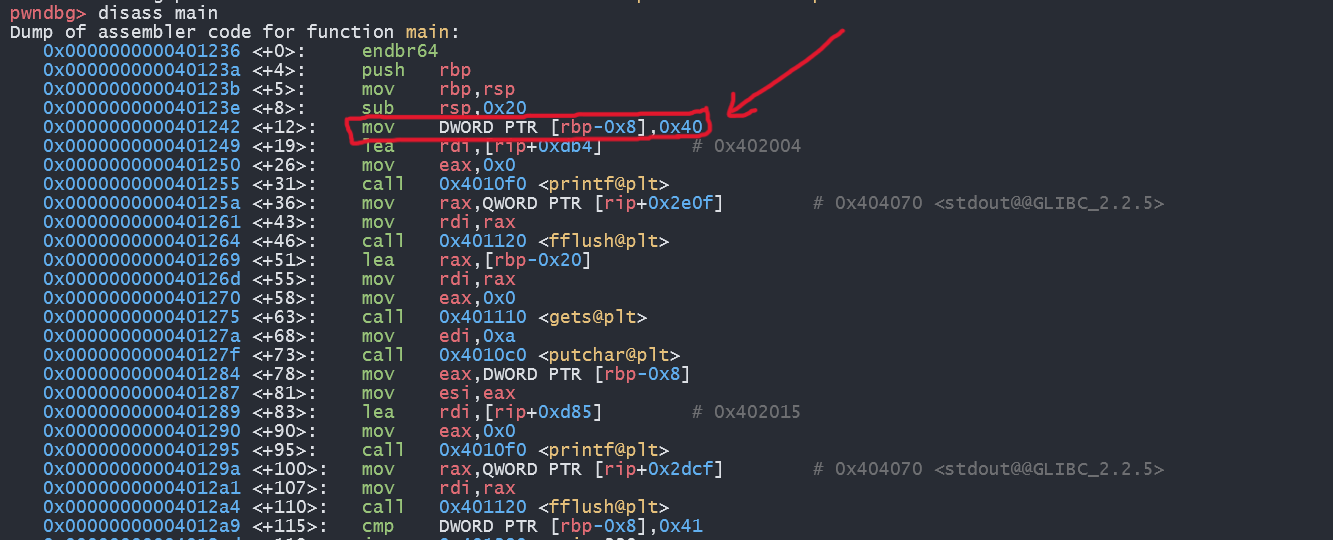 pwndbg> disass main
Dump of assembler code for function main:
0x0000000000401236 <+0>: endbr64
0x000000000040123a <+4>: push rbp
0x000000000040123b <+5>: mov rbp,rsp
0x000000000040123e <+8>: sub rsp,0x20
0x0000000000401242 <+12>: mov DWORD PTR [rbp-0x8],0x40
0x0000000000401249 <+19>: lea rdi,[rip+0xdb4] # 0x402004
0x0000000000401250 <+26>: mov eax,0x0
0x0000000000401255 <+31>: call 0x4010f0 <printf@plt>
0x000000000040125a <+36>: mov rax,QWORD PTR [rip+0x2e0f] # 0x404070 <stdout@@GLIBC_2.2.5>
0x0000000000401261 <+43>: mov rdi,rax
0x0000000000401264 <+46>: call 0x401120 <fflush@plt>
0x0000000000401269 <+51>: lea rax,[rbp-0x20]
0x000000000040126d <+55>: mov rdi,rax
0x0000000000401270 <+58>: mov eax,0x0
0x0000000000401275 <+63>: call 0x401110 <gets@plt>
0x000000000040127a <+68>: mov edi,0xa
0x000000000040127f <+73>: call 0x4010c0 <putchar@plt>
0x0000000000401284 <+78>: mov eax,DWORD PTR [rbp-0x8]
0x0000000000401287 <+81>: mov esi,eax
0x0000000000401289 <+83>: lea rdi,[rip+0xd85] # 0x402015
0x0000000000401290 <+90>: mov eax,0x0
0x0000000000401295 <+95>: call 0x4010f0 <printf@plt>
0x000000000040129a <+100>: mov rax,QWORD PTR [rip+0x2dcf] # 0x404070 <stdout@@GLIBC_2.2.5>
0x00000000004012a1 <+107>: mov rdi,rax
0x00000000004012a4 <+110>: call 0x401120 <fflush@plt>
0x00000000004012a9 <+115>: cmp DWORD PTR [rbp-0x8],0x41